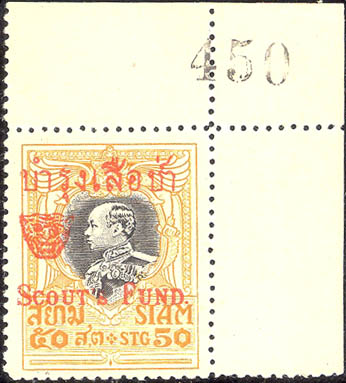 450
บำรุงเสือป่า
SCOUT'S FUND.
สยาม SIAM
๕๐ สต STG 50